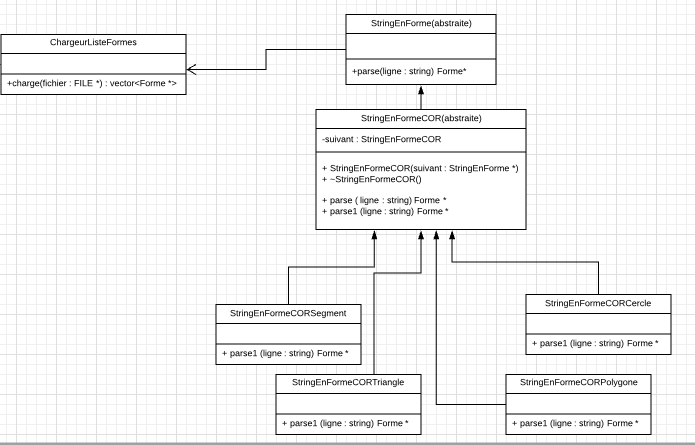 ChargeurListeFormes
+charge(fichier : FILE *) : vector<Forme *>
StringEnForme(abstraite)
+parse(ligne : string) Forme*
StringEnFormeCOR(abstraite)
-suivant : StringEnFormeCOR
+ StringEnFormeCOR(suivant : StringEnForme *)
+ ~StringEnFormeCOR()
+ parse ( ligne : string) Forme *
+ parse1 (ligne : string) Forme *
StringEnFormeCORSegment
+ parse1 (ligne : string) Forme *
StringEnFormeCORCercle
+ parse1 (ligne : string) Forme *
StringEnFormeCORTriangle
+ parse1 (ligne : string) Forme *
StringEnFormeCORPolygone
+ parse1 (ligne : string) Forme *